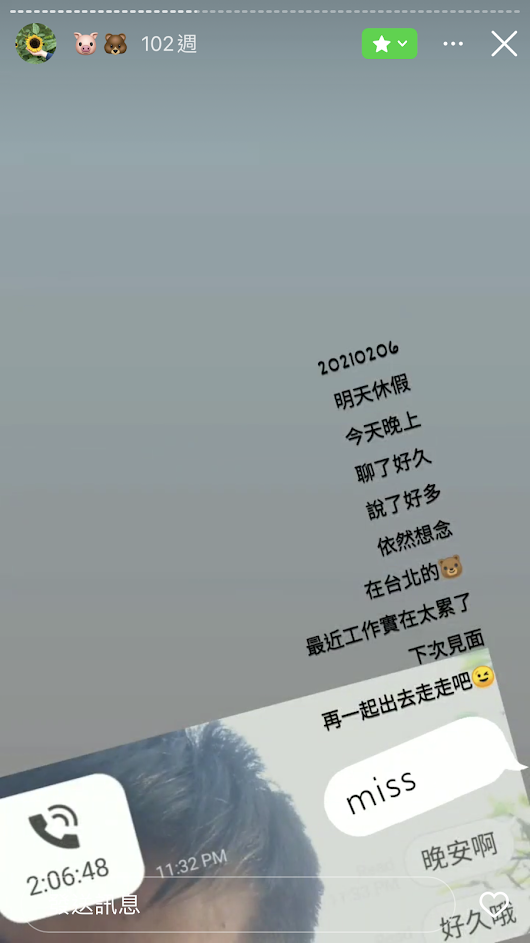 102週
20210206
明天休假
今天晚上
聊了好久
說了好多
依然想念
在台北的🐻
最近工作實在太累了
下次見面
再一起出去走走吧😉
miss
2:06:48
11:32 PM
晚安啊
送訊息
好久哦